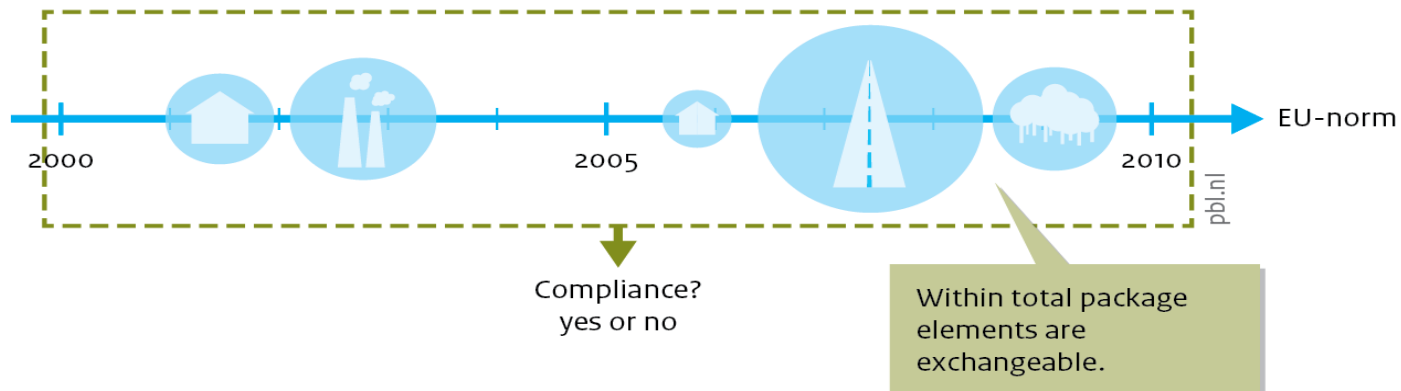 2000
2005
2010
EU-norm
pbl.nl
Compliance?
yes or no
Within total package
elements are
exchangeable.